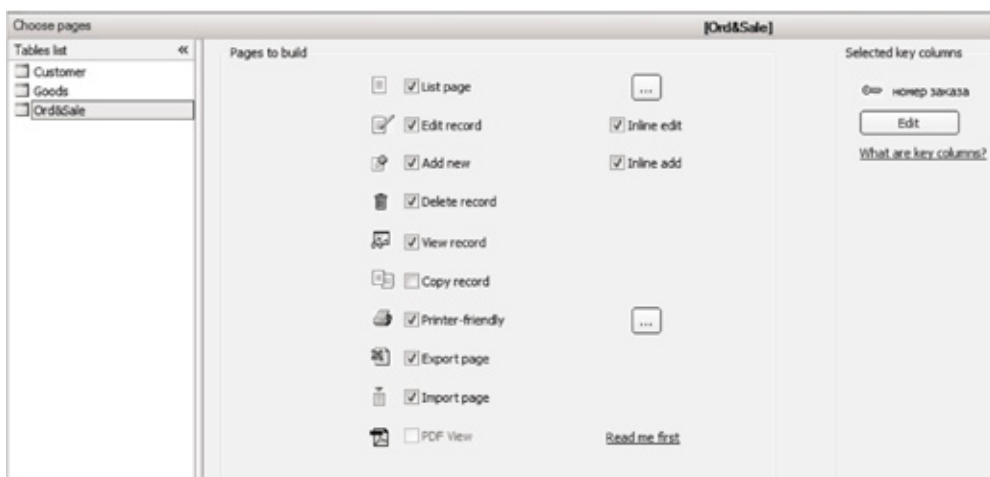 Choose pages
[Ord&Sale]
Tables list «
Customer
Goods
Ord&Sale
Pages to build
List page ...
Edit record Inline edit
Add new Inline add
Delete record
View record
Copy record
Printer-friendly ...
Export page
Import page
PDF View Read me first
Selected key columns
номер заказа
Edit
What are key columns?